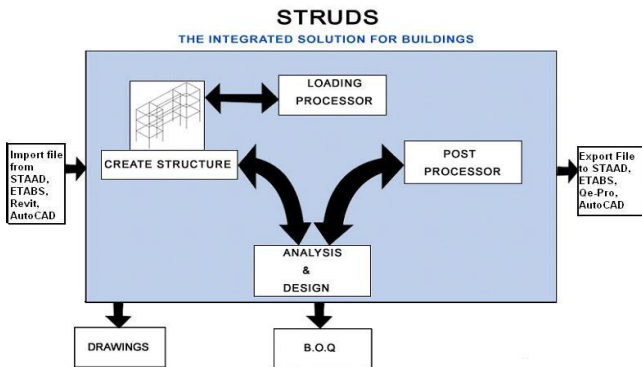 STRUDS
THE INTEGRATED SOLUTION FOR BUILDINGS
LOADING
PROCESSOR
CREATE STRUCTURE
POST
PROCESSOR
Import file
from
STAAD,
ETABS,
Revit,
AutoCAD
Export File
to STAAD,
ETABS,
Qe-Pro,
AutoCAD
ANALYSIS
&
DESIGN
DRAWINGS
B.O.Q